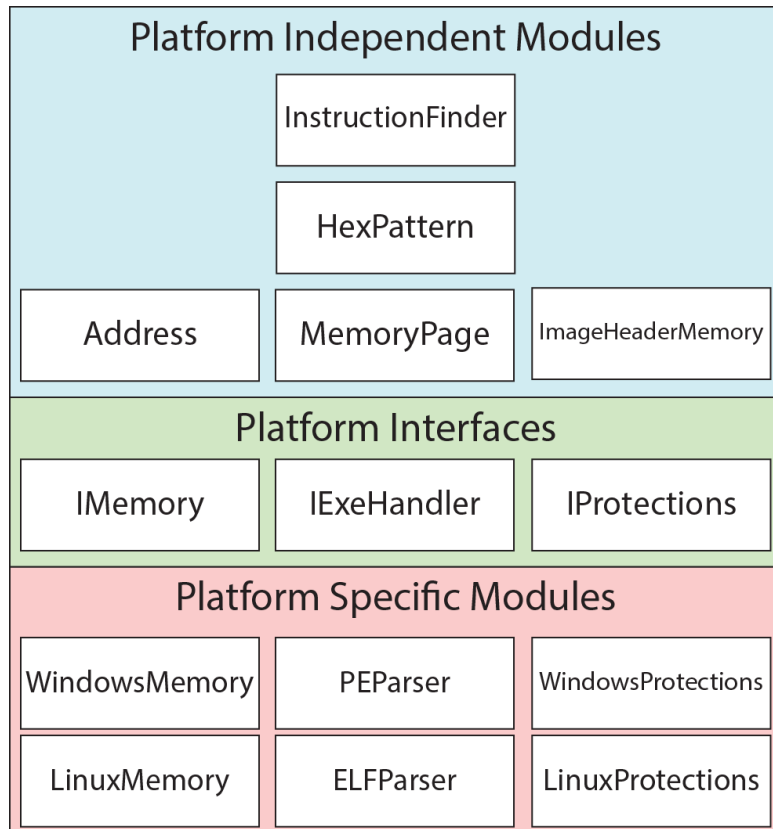 Platform Independent Modules
InstructionFinder
HexPattern
Address
MemoryPage
ImageHeaderMemory
Platform Interfaces
IMemory
IExeHandler
IProtections
Platform Specific Modules
WindowsMemory
PEParser
WindowsProtections
LinuxMemory
ELFParser
LinuxProtections